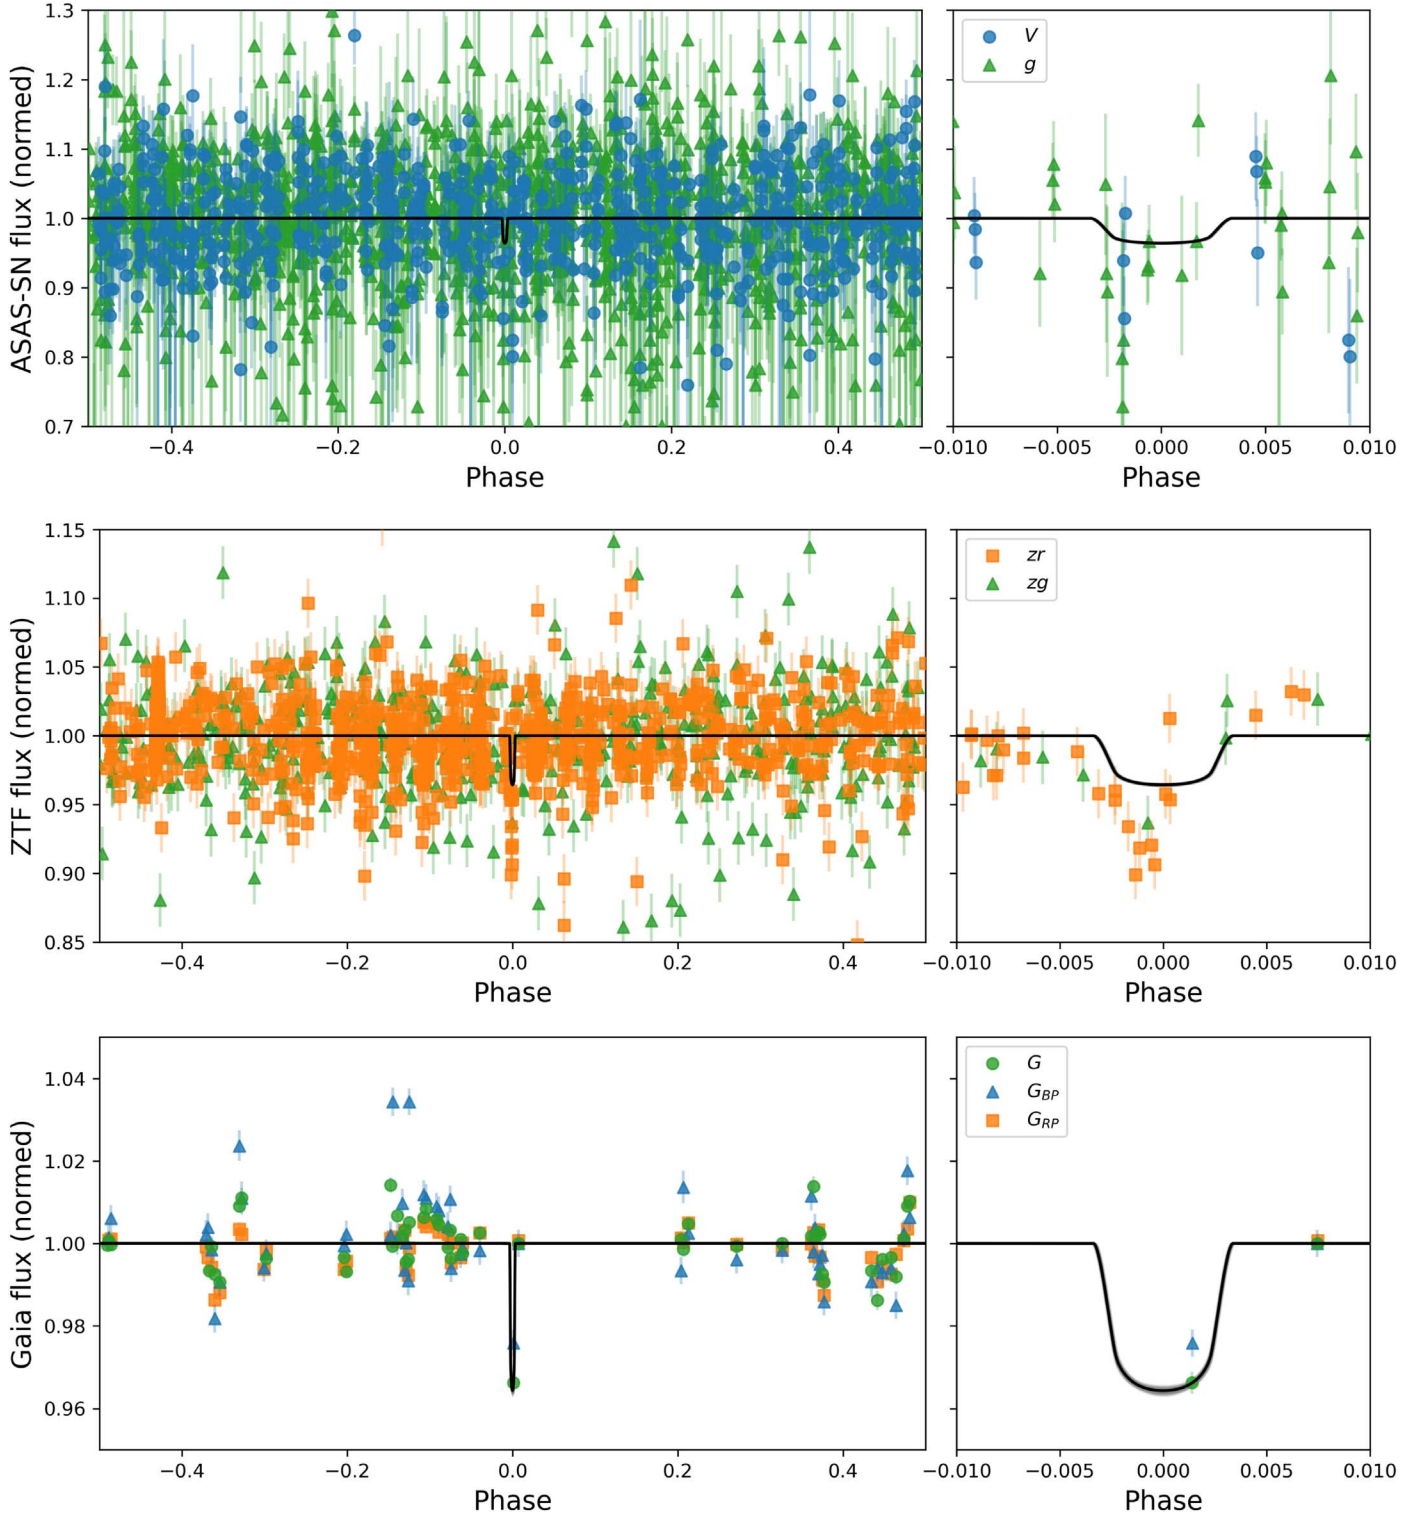 1.3
1.2
1.1
1.0
0.9
0.8
0.7
ASAS-SN flux (normed)
−0.4 −0.2 0.0 0.2 0.4
Phase
V
g
−0.010 −0.005 0.000 0.005 0.010
Phase
1.15
1.10
1.05
1.00
0.95
0.90
0.85
ZTF flux (normed)
−0.4 −0.2 0.0 0.2 0.4
Phase
zr
zg
−0.010 −0.005 0.000 0.005 0.010
Phase
1.04
1.02
1.00
0.98
0.96
Gaia flux (normed)
−0.4 −0.2 0.0 0.2 0.4
Phase
G
G_BP
G_RP
−0.010 −0.005 0.000 0.005 0.010
Phase